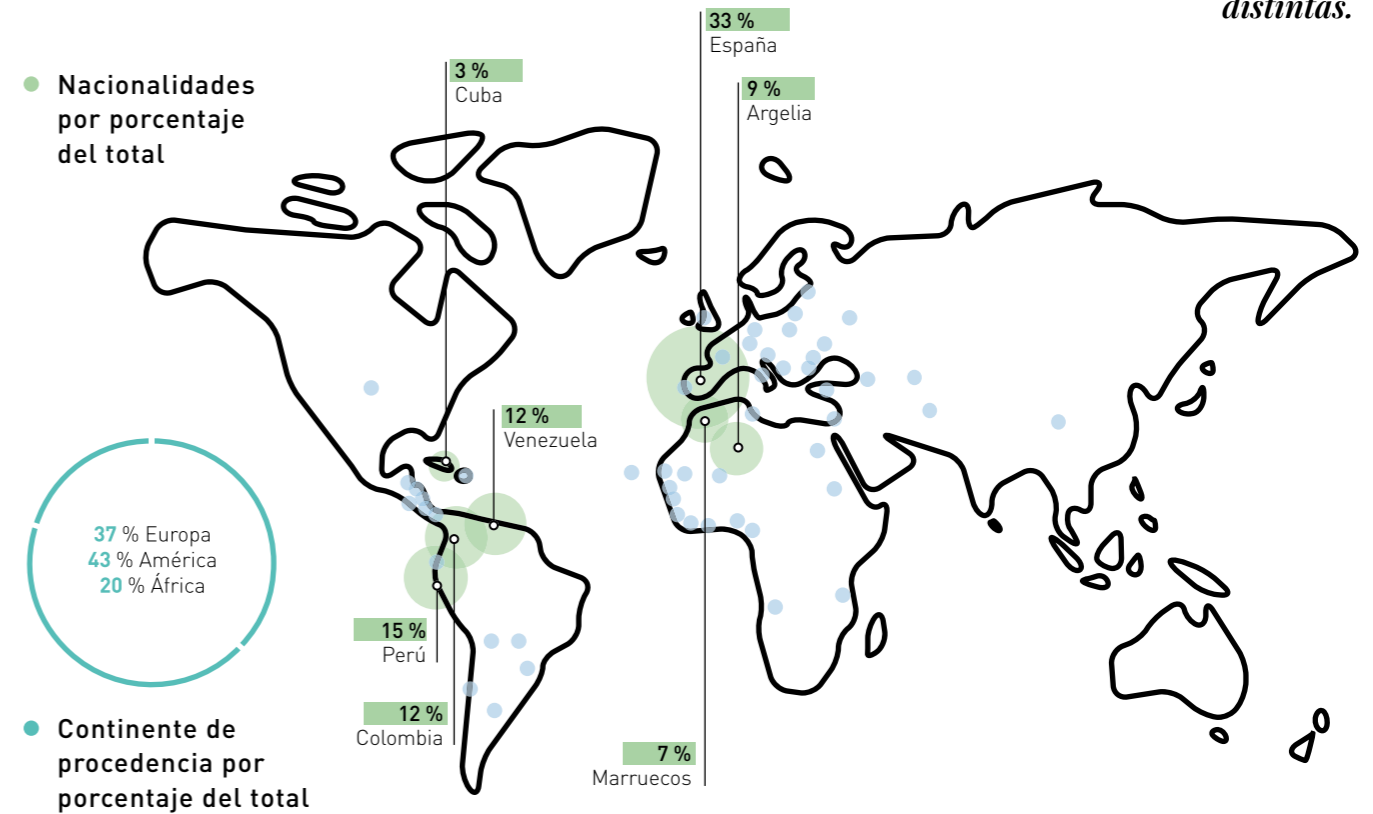 distintas.
Nacionalidades
por porcentaje
del total
3 %
Cuba
33 %
España
9 %
Argelia
12 %
Venezuela
37 % Europa
43 % América
20 % África
15 %
Perú
12 %
Colombia
7 %
Marruecos
Continente de
procedencia por
porcentaje del total